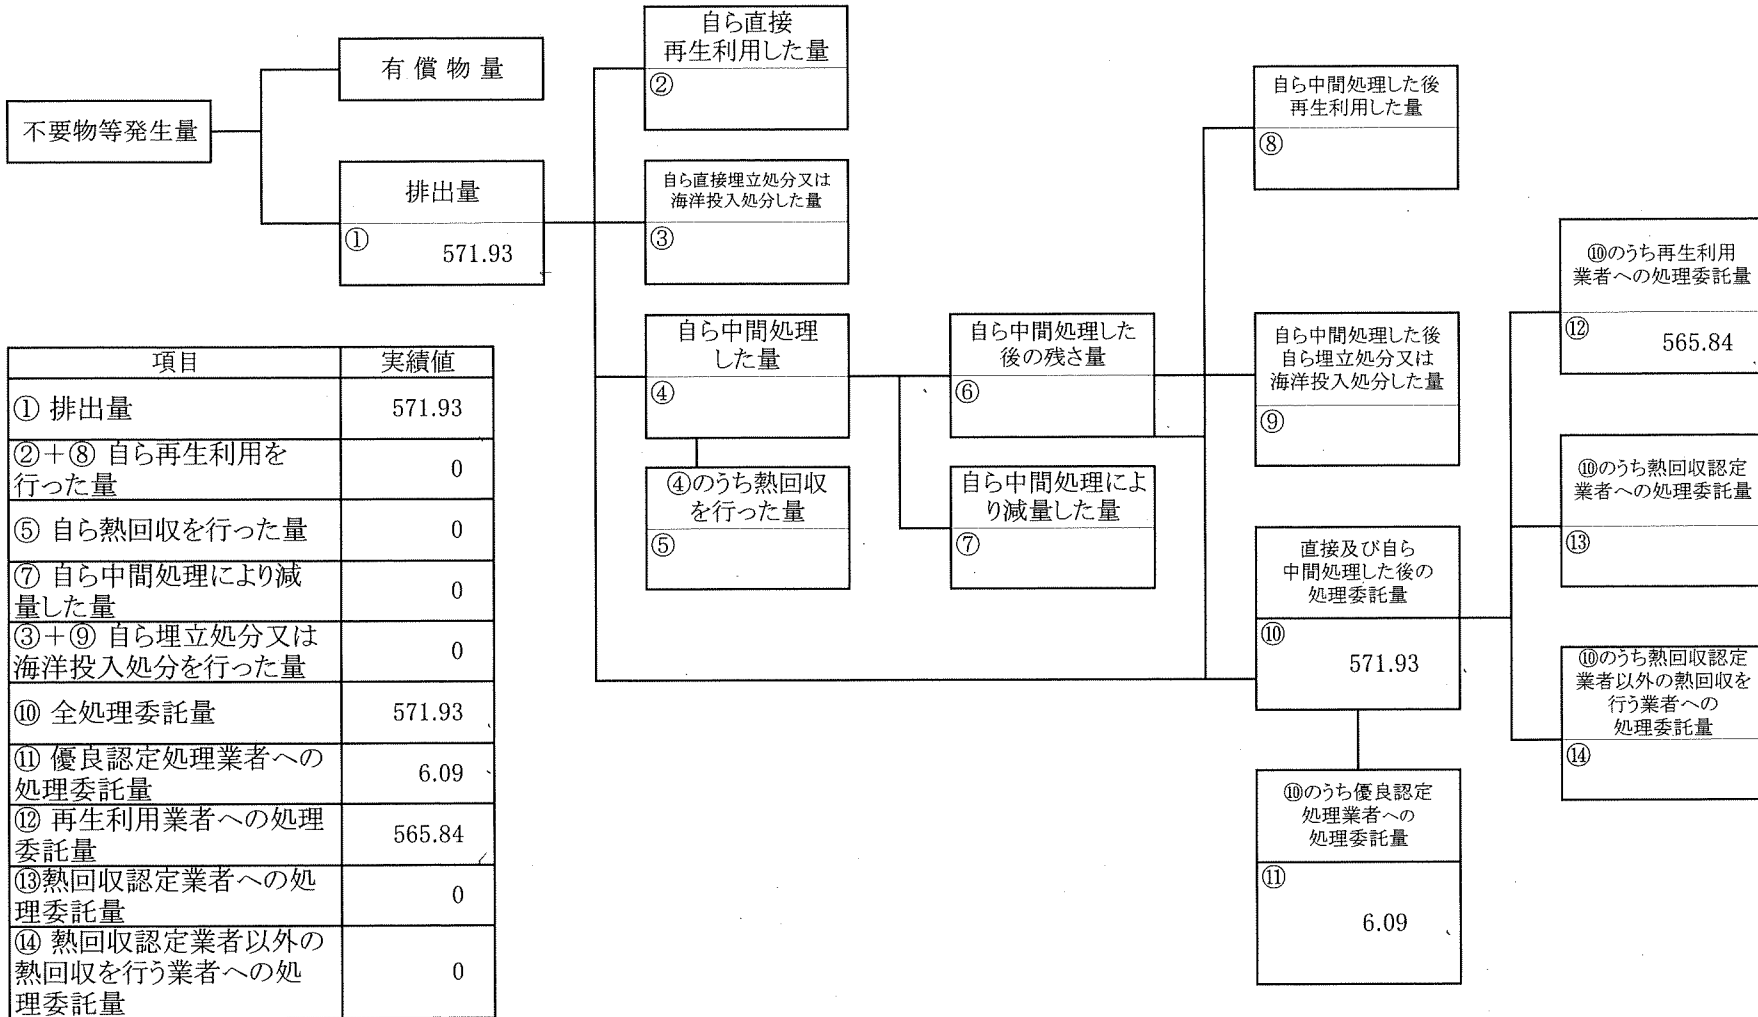 不要物等発生量
有 償 物 量
排出量
①
571.93
自ら直接
再生利用した量
②
自ら直接埋立処分又は
海洋投入処分した量
③
自ら中間処理
した量
④
④のうち熱回収
を行った量
⑤
自ら中間処理した
後の残さ量
⑥
自ら中間処理によ
り減量した量
⑦
自ら中間処理した後
再生利用した量
⑧
自ら中間処理した後
自ら埋立処分又は
海洋投入処分した量
⑨
直接及び自ら
中間処理した後の
処理委託量
⑩
571.93
⑩のうち優良認定
処理業者への
処理委託量
⑪
6.09
⑩のうち再生利用
業者への処理委託量
⑫
565.84
⑩のうち熱回収認定
業者への処理委託量
⑬
⑩のうち熱回収認定
業者以外の熱回収を
行う業者への
処理委託量
⑭
項目 実績値
① 排出量 571.93
②+⑧ 自ら再生利用を
行った量 0
⑤ 自ら熱回収を行った量 0
⑦ 自ら中間処理により減
量した量 0
③+⑨ 自ら埋立処分又は
海洋投入処分を行った量 0
⑩ 全処理委託量 571.93
⑪ 優良認定処理業者への
処理委託量 6.09
⑫ 再生利用業者への処理
委託量 565.84
⑬熱回収認定業者への処
理委託量 0
⑭ 熱回収認定業者以外の
熱回収を行う業者への処
理委託量 0